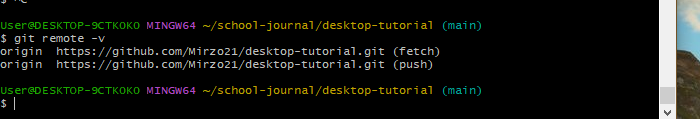 User@DESKTOP-9CTKOKO MINGW64 ~/school-journal/desktop-tutorial (main)
$ git remote -v
origin  https://github.com/Mirzo21/desktop-tutorial.git (fetch)
origin  https://github.com/Mirzo21/desktop-tutorial.git (push)
User@DESKTOP-9CTKOKO MINGW64 ~/school-journal/desktop-tutorial (main)
$